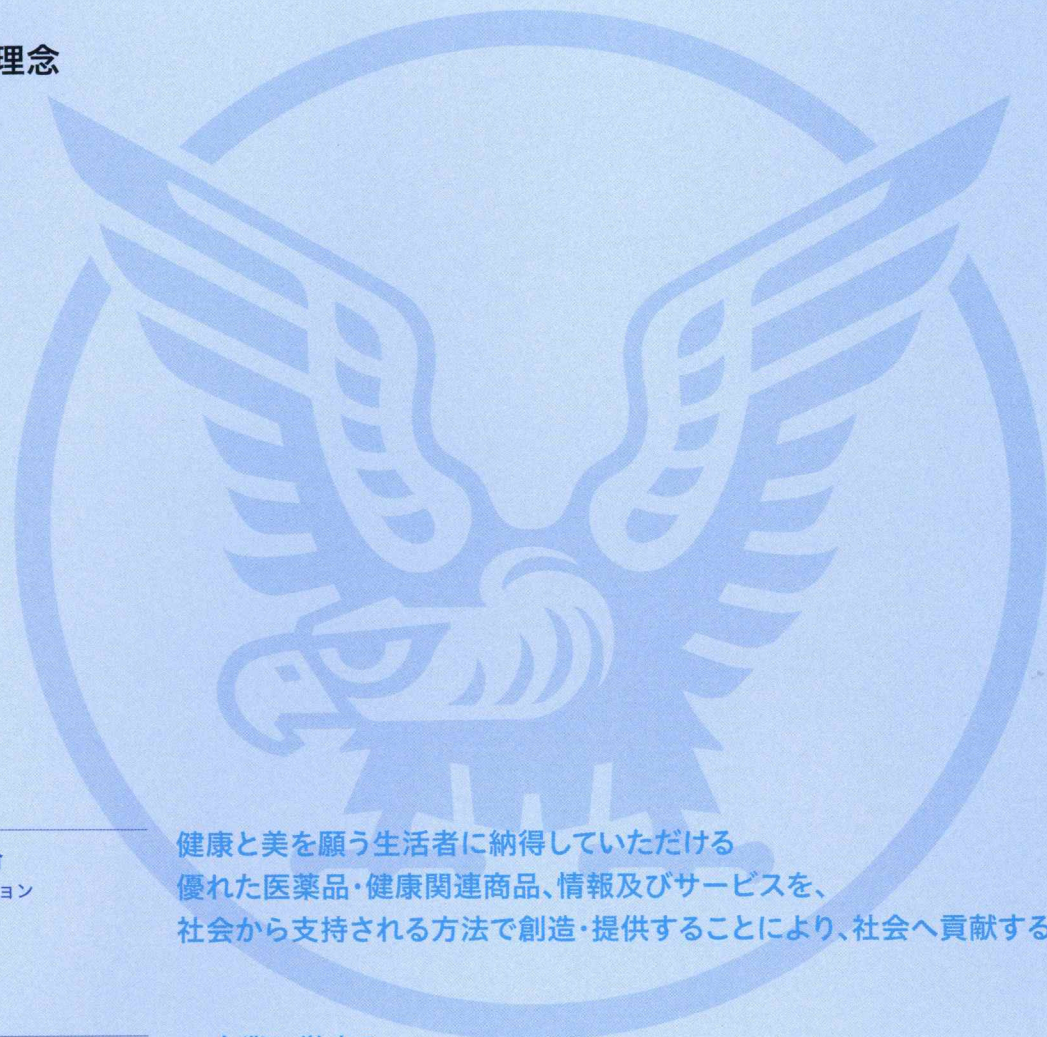 理念
ョン
健康と美を願う生活者に納得していただける
優れた医薬品・健康関連商品、情報及びサービスを、
社会から支持される方法で創造・提供することにより、社会へ貢献する